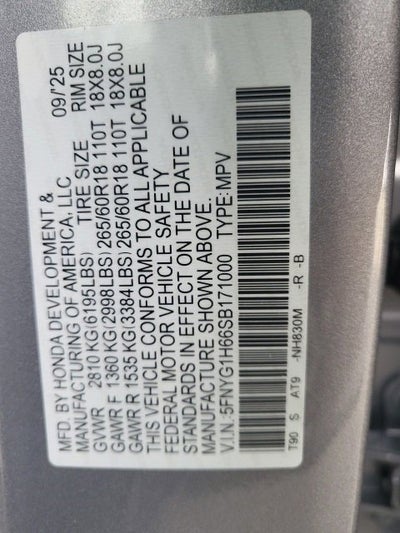 MFD. BY HONDA DEVELOPMENT & 09/'25
MANUFACTURING OF AMERICA, LLC
TIRE SIZE RIM SIZE
GVWR 2810 KG(6195LBS)
GAWR F 1360 KG(2998LBS) 265/60R18 110T 18X8.0J
GAWR R 1535 KG(3384LBS) 265/60R18 110T 18X8.0J
THIS VEHICLE CONFORMS TO ALL APPLICABLE
FEDERAL MOTOR VEHICLE SAFETY
STANDARDS IN EFFECT ON THE DATE OF
MANUFACTURE SHOWN ABOVE.
V.I.N.:5FNYG1H66SB171000 TYPE:MPV
T90 S AT9 -NH830M -R -B